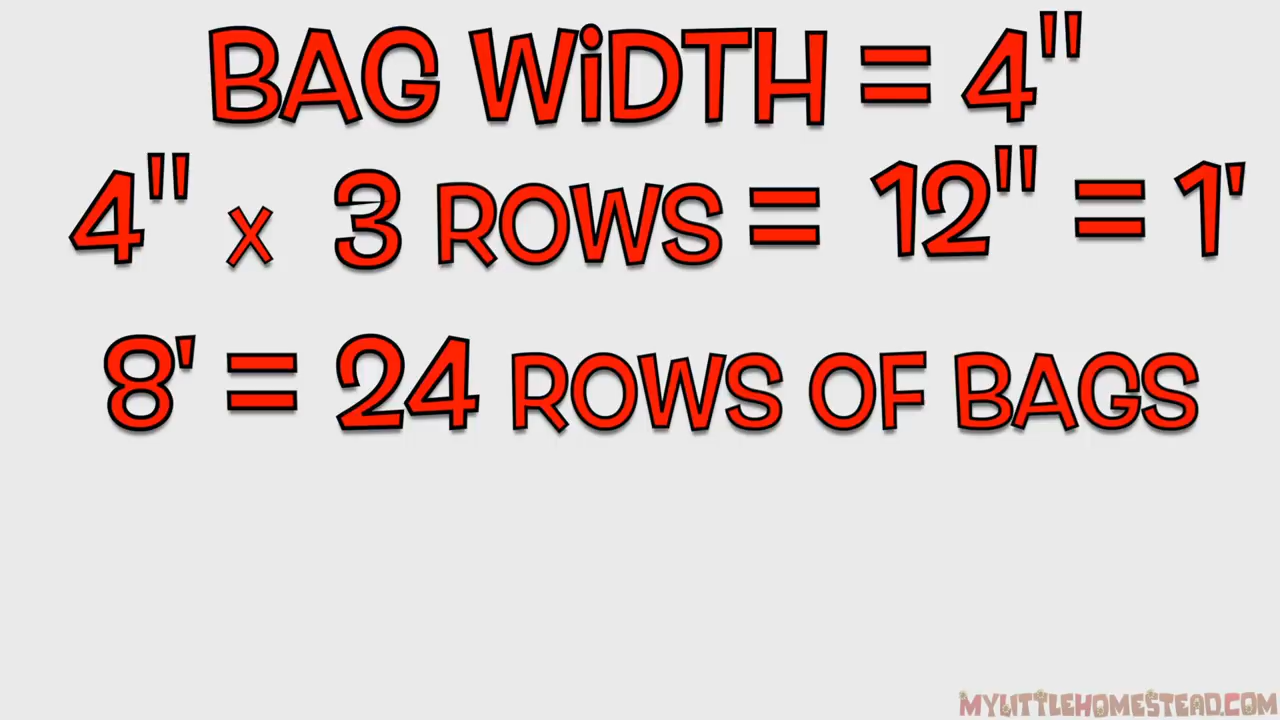 BAG WiDTH = 4"
4" x 3 ROWS = 12" = 1'
8' = 24 ROWS OF BAGS
MYLITTLEHOMESTEAD.COM